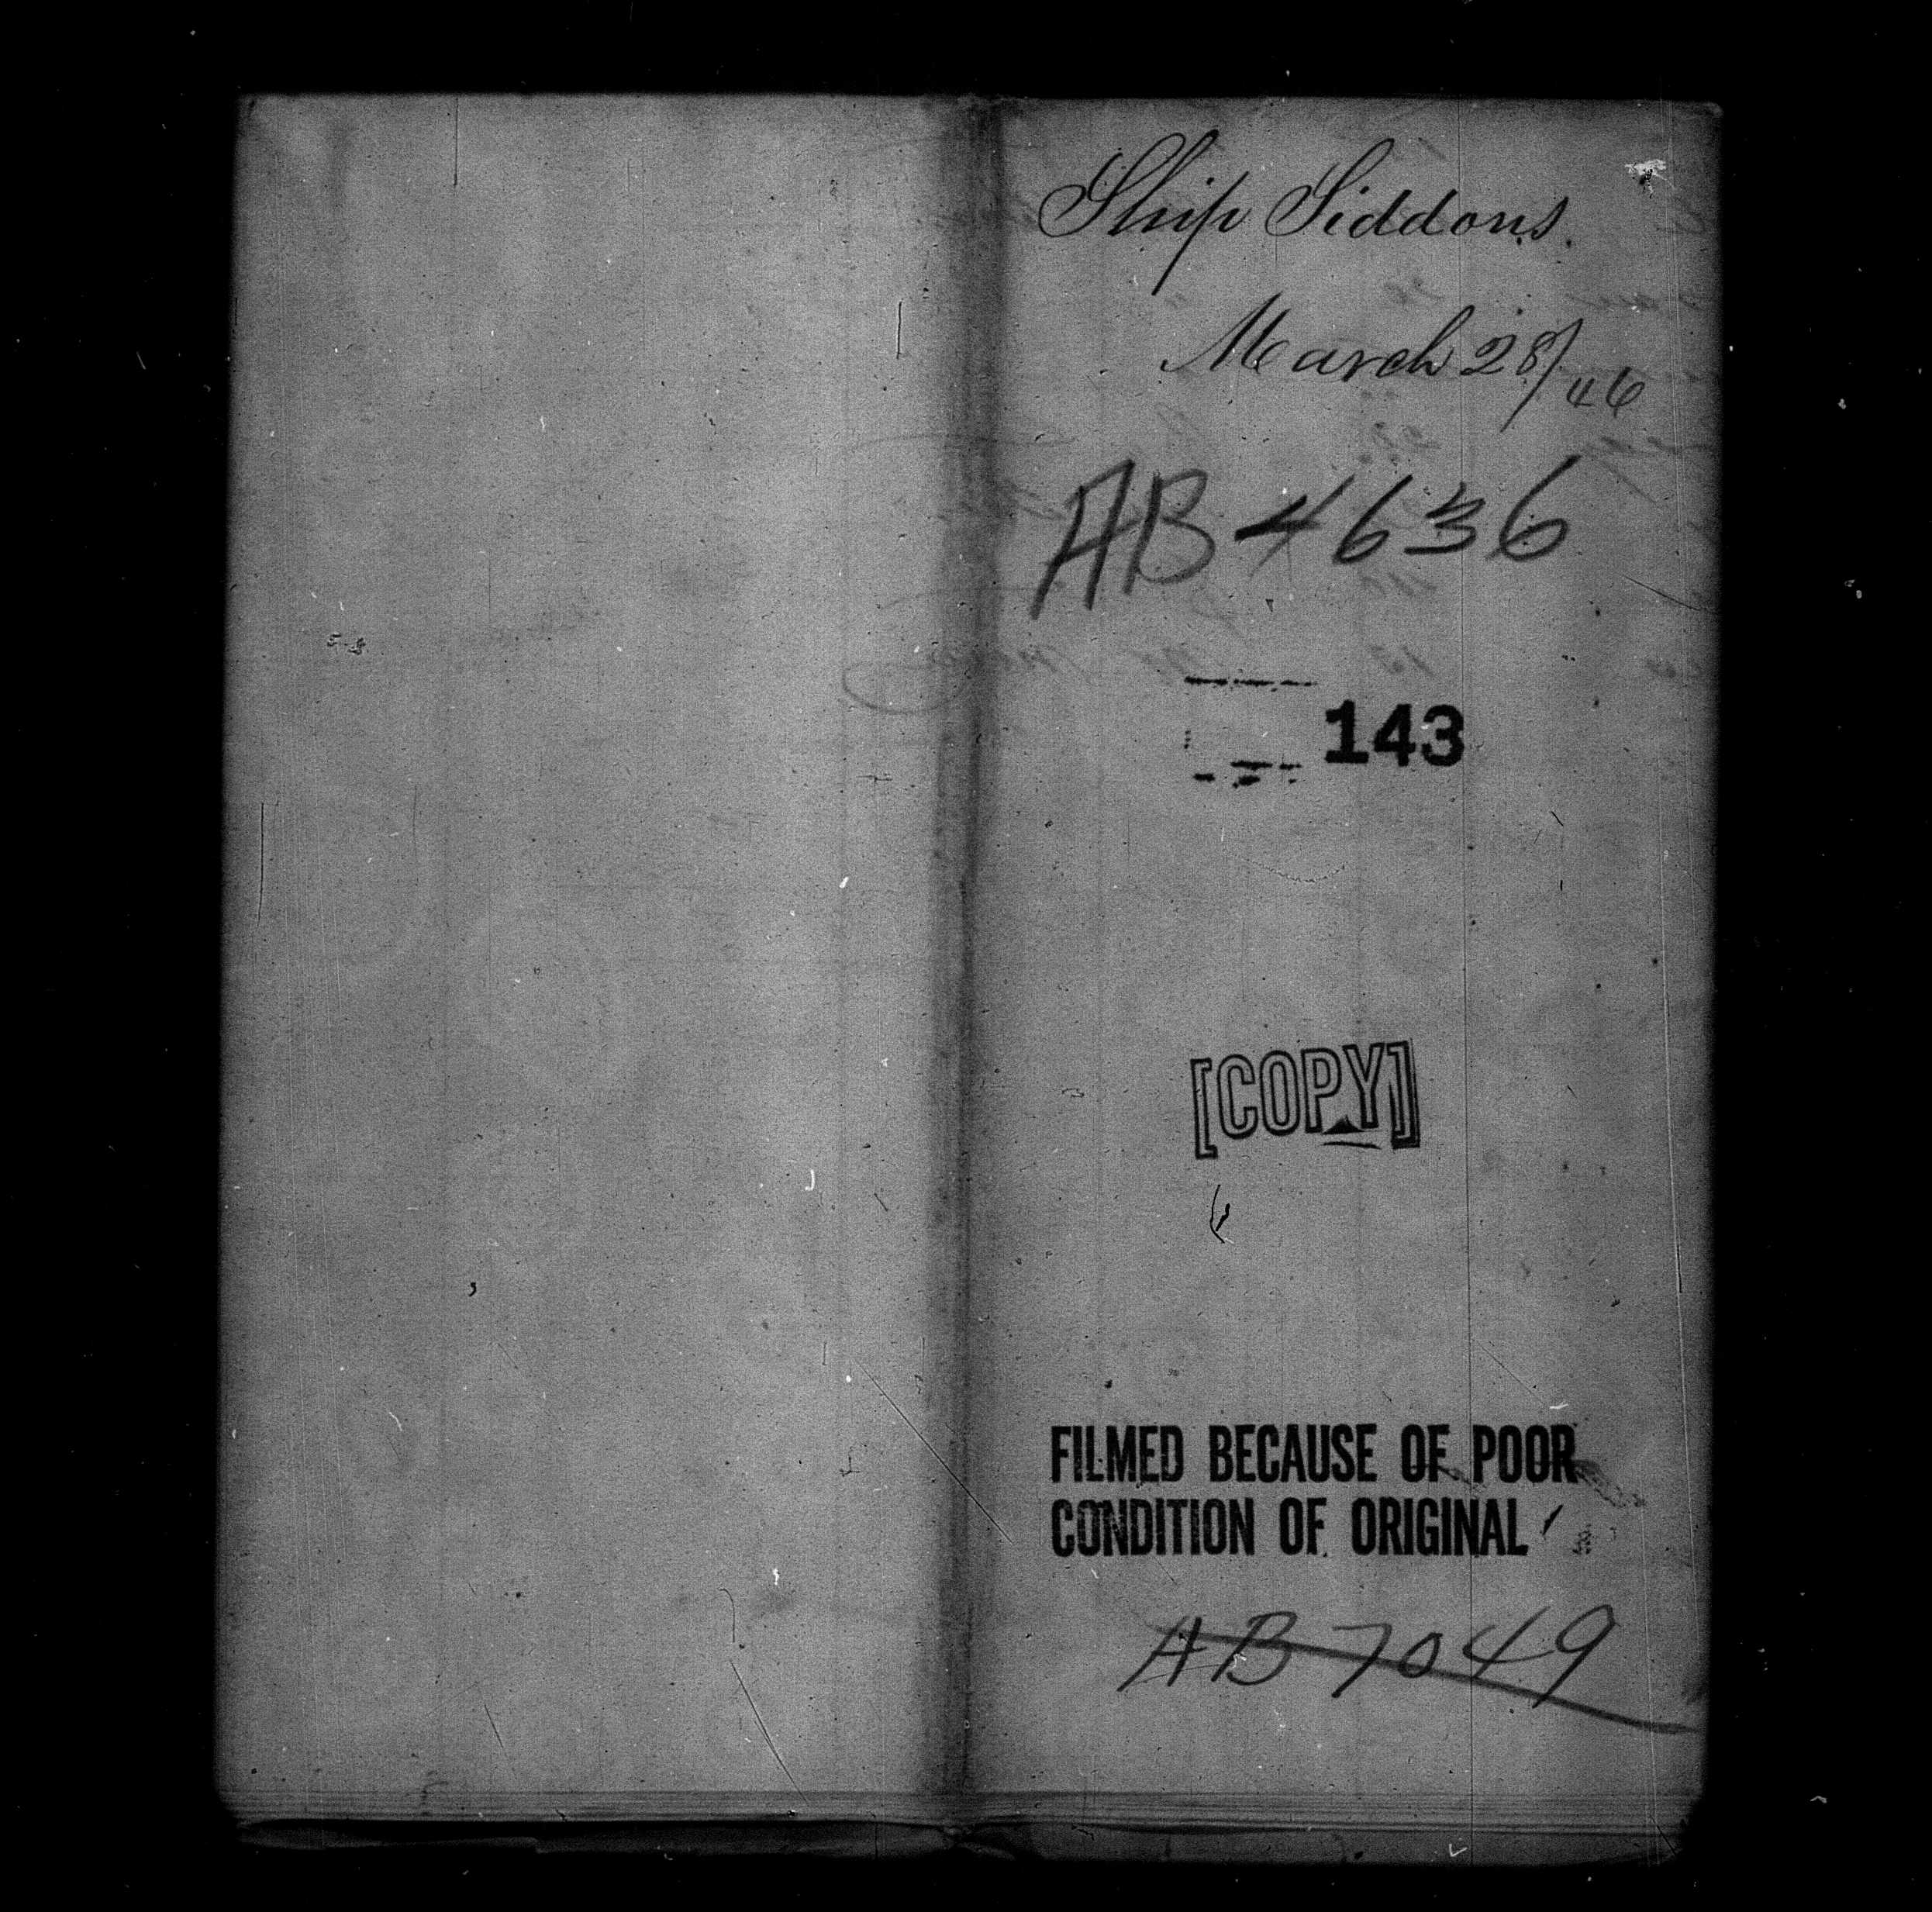 Ship Siddons.
March 28/46
AB 4636
143
[COPY]
FILMED BECAUSE OF POOR
CONDITION OF ORIGINAL
AB 7049